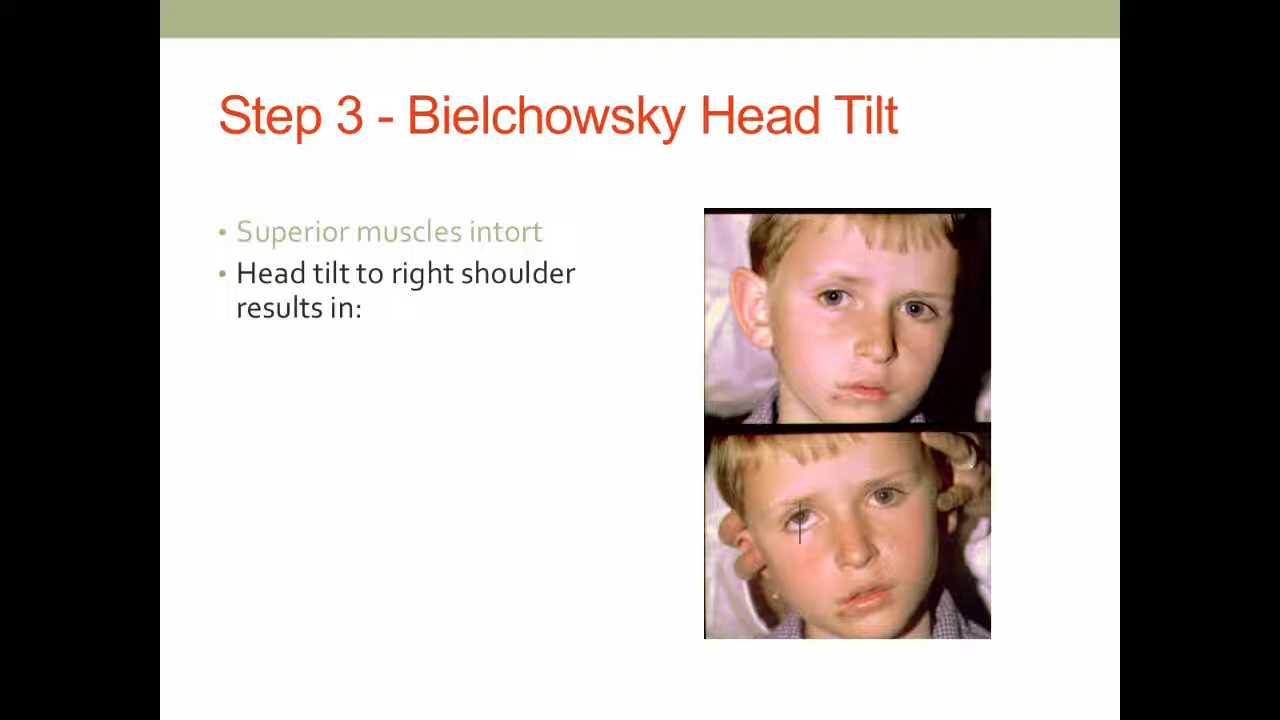 Step 3 - Bielchowsky Head Tilt
• Superior muscles intort
• Head tilt to right shoulder
results in: